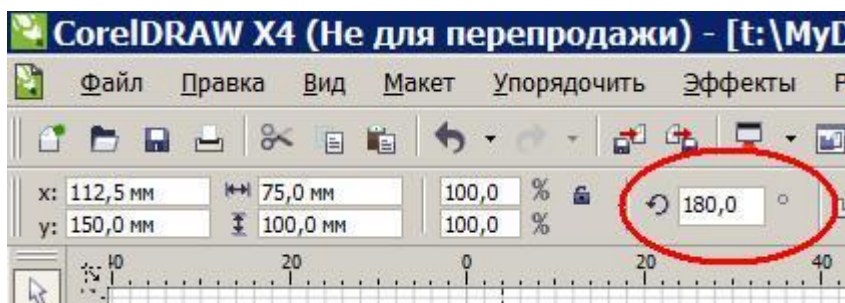 CorelDRAW X4 (Не для перепродажи) - [t:\MyD
Файл Правка Вид Макет Упорядочить Эффекты Р
x: 112,5 мм 75,0 мм 100,0 % 180,0 °
y: 150,0 мм 100,0 мм 100,0 %
40 20 0 20 40